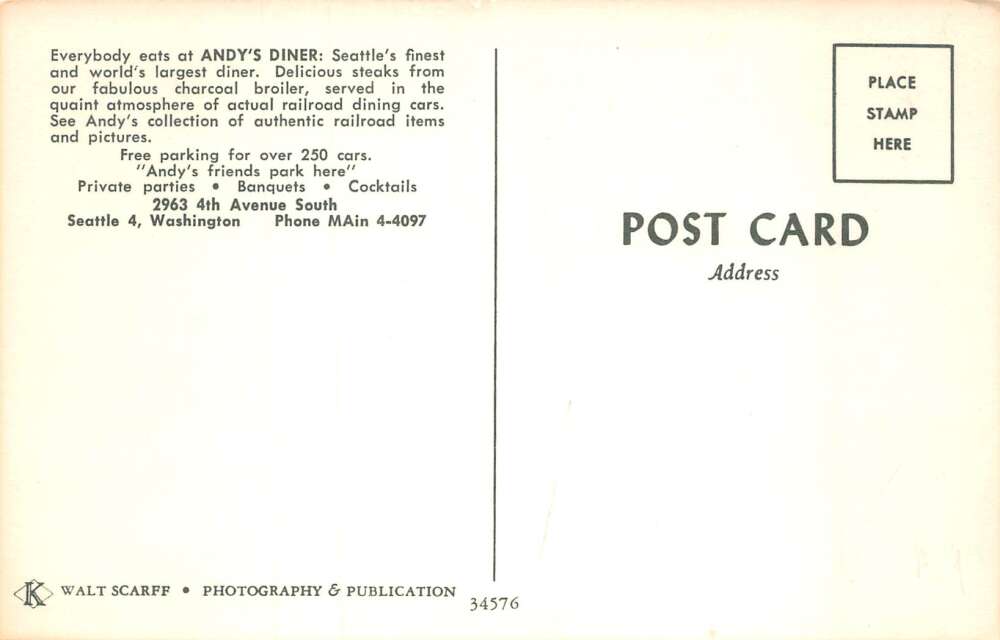 Everybody eats at ANDY'S DINER: Seattle's finest
and world's largest diner. Delicious steaks from
our fabulous charcoal broiler, served in the
quaint atmosphere of actual railroad dining cars.
See Andy's collection of authentic railroad items
and pictures.
Free parking for over 250 cars.
"Andy's friends park here"
Private parties • Banquets • Cocktails
2963 4th Avenue South
Seattle 4, Washington Phone MAin 4-4097
PLACE
STAMP
HERE
POST CARD
Address
K WALT SCARFF • PHOTOGRAPHY & PUBLICATION
34576